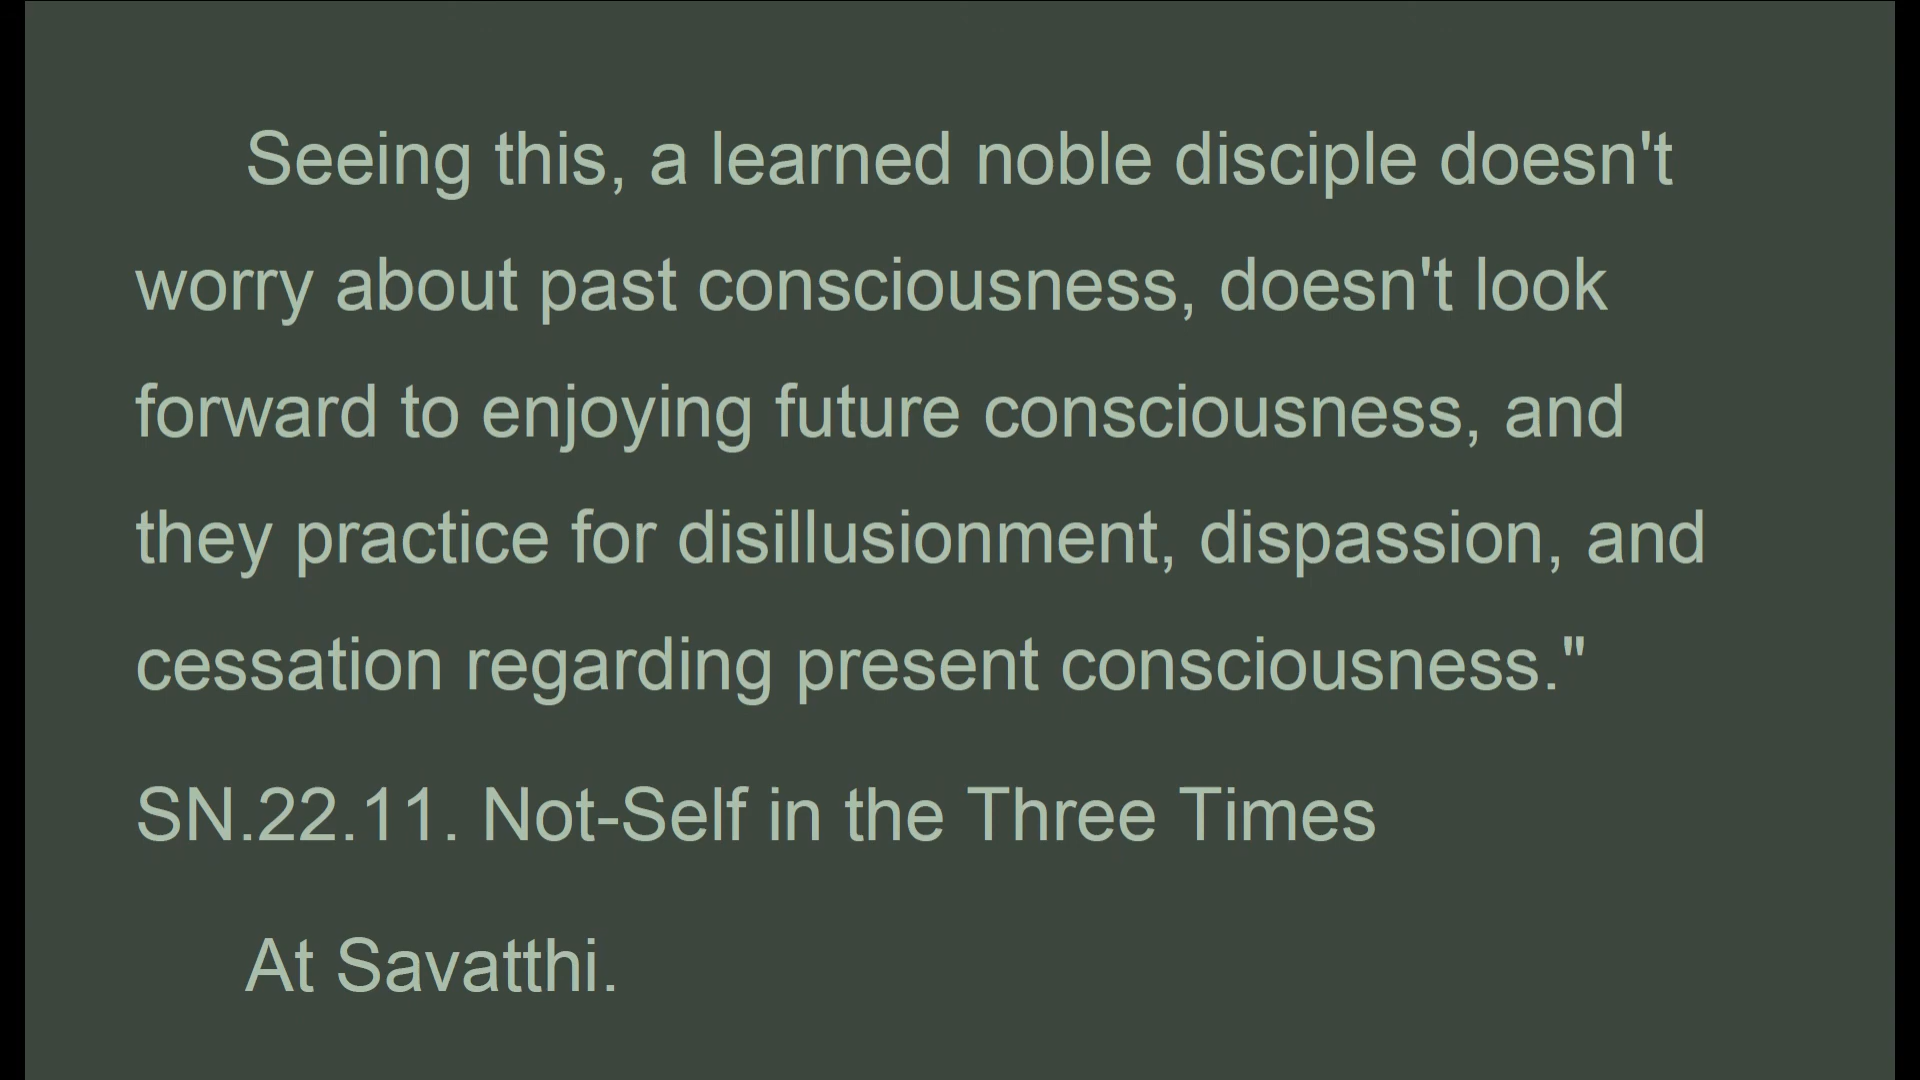 Seeing this, a learned noble disciple doesn't
worry about past consciousness, doesn't look
forward to enjoying future consciousness, and
they practice for disillusionment, dispassion, and
cessation regarding present consciousness."
SN.22.11. Not-Self in the Three Times
At Savatthi.